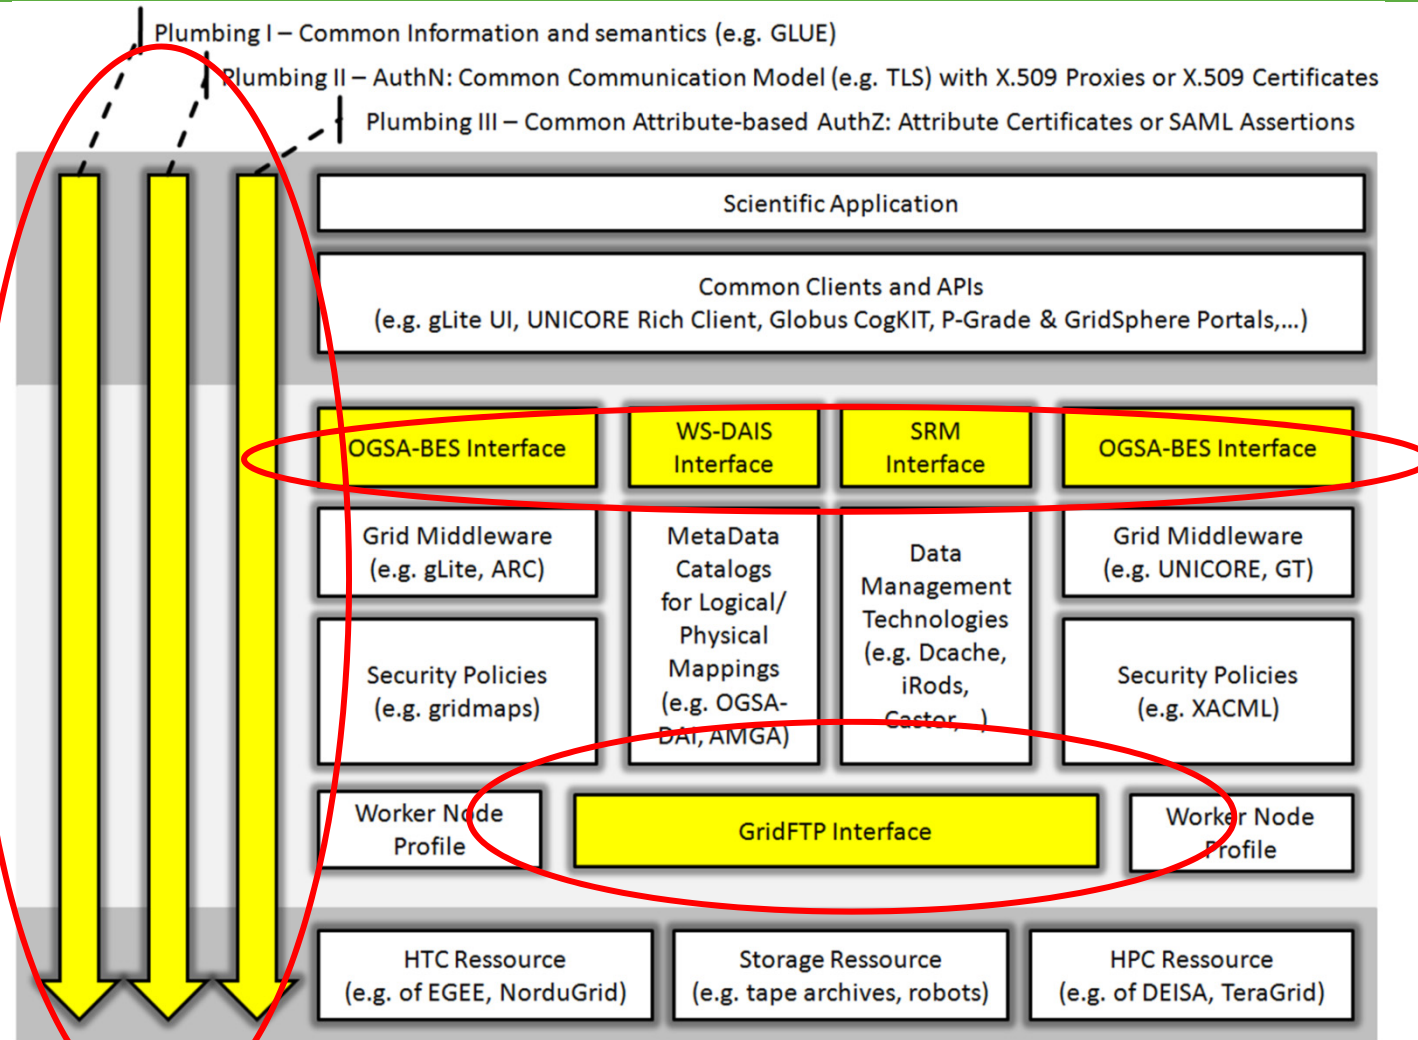 Plumbing I – Common Information and semantics (e.g. GLUE)
Plumbing II – AuthN: Common Communication Model (e.g. TLS) with X.509 Proxies or X.509 Certificates
Plumbing III – Common Attribute-based AuthZ: Attribute Certificates or SAML Assertions
Scientific Application
Common Clients and APIs
(e.g. gLite UI, UNICORE Rich Client, Globus CogKIT, P-Grade & GridSphere Portals,...)
OGSA-BES Interface
WS-DAIS
Interface
SRM
Interface
OGSA-BES Interface
Grid Middleware
(e.g. gLite, ARC)
MetaData
Catalogs
for Logical/
Physical
Mappings
(e.g. OGSA-
DAI, AMGA)
Data
Management
Technologies
(e.g. Dcache,
iRods,
Castor,..)
Grid Middleware
(e.g. UNICORE, GT)
Security Policies
(e.g. gridmaps)
Security Policies
(e.g. XACML)
Worker Node
Profile
GridFTP Interface
Worker Node
Profile
HTC Ressource
(e.g. of EGEE, NorduGrid)
Storage Ressource
(e.g. tape archives, robots)
HPC Ressource
(e.g. of DEISA, TeraGrid)